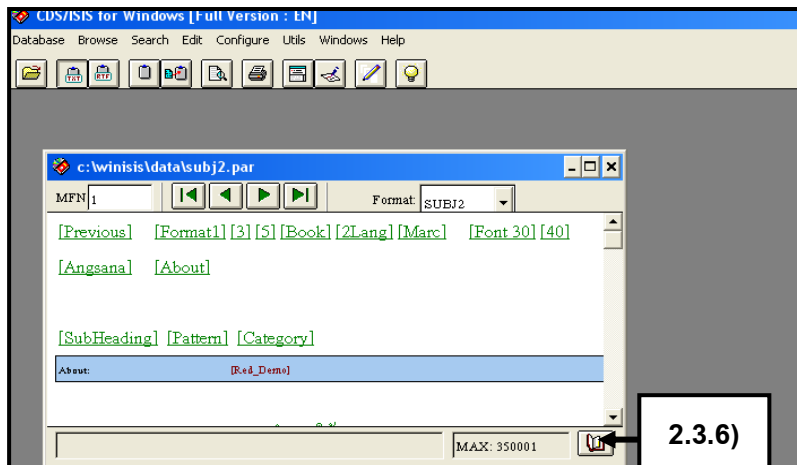 CDS/ISIS for Windows [Full Version : EN]
Database Browse Search Edit Configure Utils Windows Help
TXT RTF
c:\winisis\data\subj2.par
MFN 1 Format: SUBJ2
[Previous] [Format1] [3] [5] [Book] [2Lang] [Marc] [Font 30] [40]
[Angsana] [About]
[SubHeading] [Pattern] [Category]
About: [Red_Demo]
MAX: 350001
2.3.6)